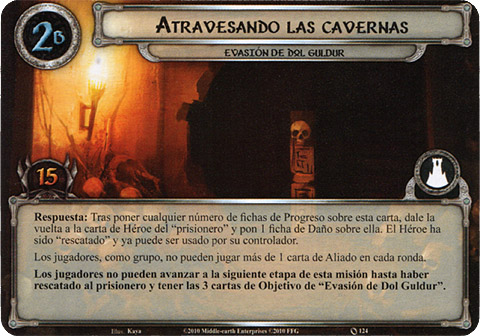 2B
ATRAVESANDO LAS CAVERNAS
EVASIÓN DE DOL GULDUR
15
Respuesta: Tras poner cualquier número de fichas de Progreso sobre esta carta, dale la
vuelta a la carta de Héroe del “prisionero” y pon 1 ficha de Daño sobre ella. El Héroe ha
sido “rescatado” y ya puede ser usado por su controlador.
Los jugadores, como grupo, no pueden jugar más de 1 carta de Aliado en cada ronda.
Los jugadores no pueden avanzar a la siguiente etapa de esta misión hasta haber
rescatado al prisionero y tener las 3 cartas de Objetivo de “Evasión de Dol Guldur”.
Illus. Kaya ©2010 Middle-earth Enterprises ©2010 FFG 124